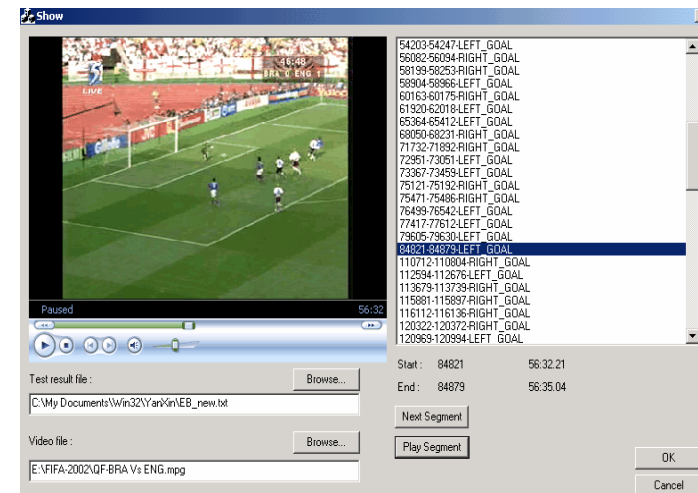 Show
46:48
BRA 0 ENG 1
LIVE
JVC
Gillette
Paused
56:32
Test result file :
Browse...
C:\My Documents\Win32\YanXin\EB_new.txt
Video file :
Browse...
E:\FIFA-2002\QF-BRA Vs ENG.mpg
54203-54247-LEFT_GOAL
56082-56094-RIGHT_GOAL
58199-58253-RIGHT_GOAL
58904-58966-LEFT_GOAL
60163-60175-RIGHT_GOAL
61920-62018-LEFT_GOAL
65364-65412-LEFT_GOAL
68050-68231-RIGHT_GOAL
71732-71892-RIGHT_GOAL
72951-73051-LEFT_GOAL
73367-73459-LEFT_GOAL
75121-75192-RIGHT_GOAL
75471-75486-RIGHT_GOAL
76499-76542-LEFT_GOAL
77417-77612-LEFT_GOAL
79605-79630-LEFT_GOAL
84821-84879-LEFT_GOAL
110712-110804-RIGHT_GOAL
112594-112676-LEFT_GOAL
113679-113739-RIGHT_GOAL
115881-115897-RIGHT_GOAL
116112-116136-RIGHT_GOAL
120322-120372-RIGHT_GOAL
120969-120994-LEFT_GOAL
Start : 84821 56:32.21
End : 84879 56:35.04
Next Segment
Play Segment
OK
Cancel